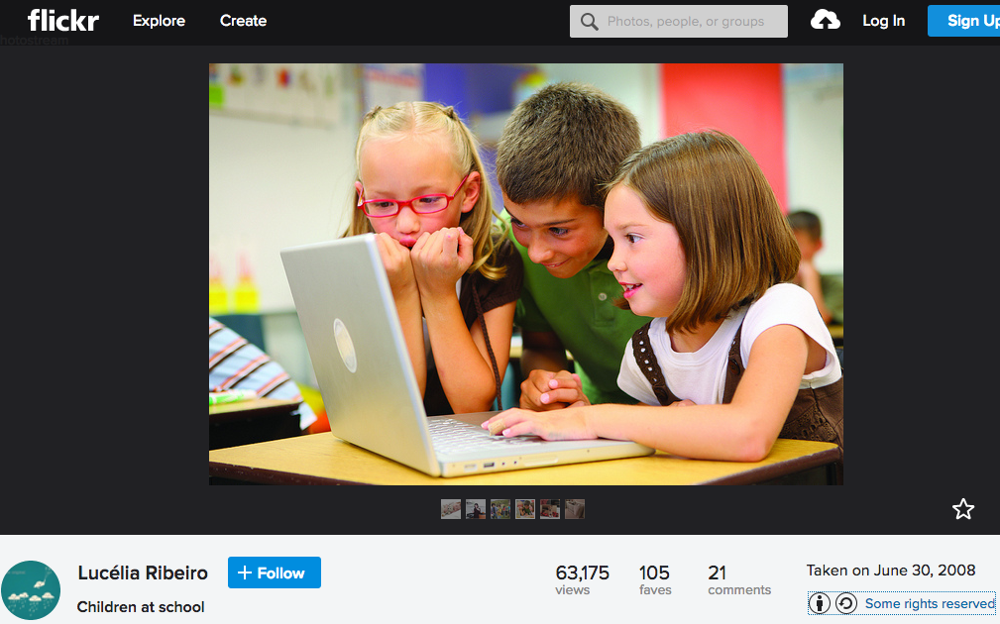 flickr Explore Create Photos, people, or groups Log In Sign Up
hotostream
Lucélia Ribeiro + Follow
Children at school
63,175 105 21
views faves comments
Taken on June 30, 2008
Some rights reserved